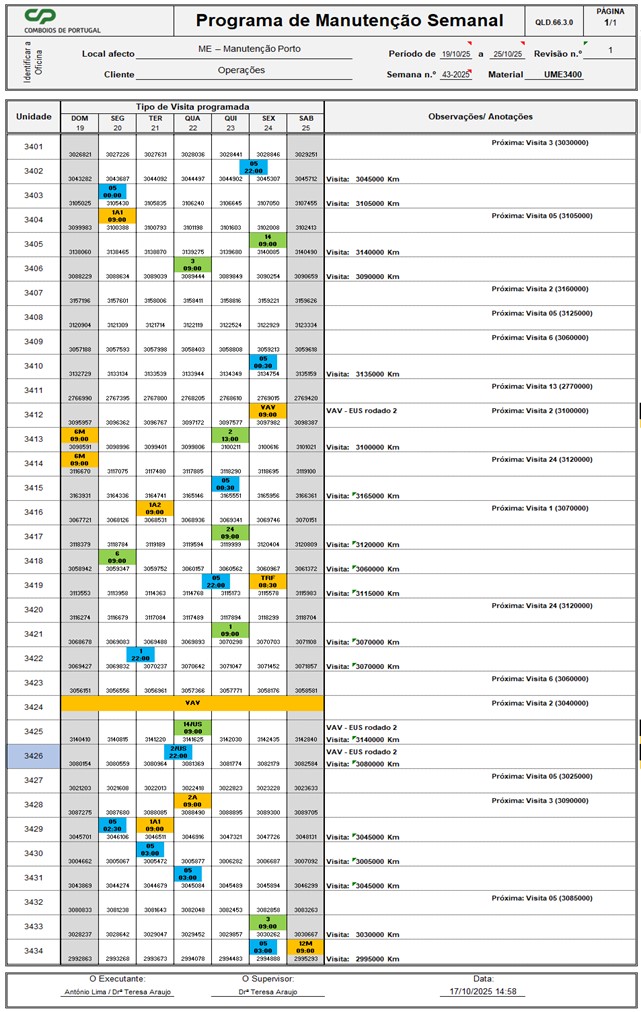 CP
COMBOIOS DE PORTUGAL
Programa de Manutenção Semanal
QLD.66.3.0
PÁGINA
1/1
Identificar a Oficina
Local afecto ME – Manutenção Porto
Período de 19/10/25 a 25/10/25 Revisão n.º 1
Cliente Operações
Semana n.º 43-2025 Material UME3400
Unidade
Tipo de Visita programada
Observações/ Anotações
DOM SEG TER QUA QUI SEX SAB
19 20 21 22 23 24 25
3401 Próxima: Visita 3 (3030000)
3026821 3027226 3027631 3028036 3028441 3028846 3029251
3402 05 22:00
3043282 3043687 3044092 3044497 3044902 3045307 3045712 Visita: 3045000 Km
3403 05 00:00
3105025 3105430 3105835 3106240 3106645 3107050 3107455 Visita: 3105000 Km
3404 1A1 09:00 Próxima: Visita 05 (3105000)
3099983 3100388 3100793 3101198 3101603 3102008 3102413
3405 14 09:00
3138060 3138465 3138870 3139275 3139680 3140085 3140490 Visita: 3140000 Km
3406 3 09:00
3088229 3088634 3089039 3089444 3089849 3090254 3090659 Visita: 3090000 Km
3407 Próxima: Visita 2 (3160000)
3157196 3157601 3158006 3158411 3158816 3159221 3159626
3408 Próxima: Visita 05 (3125000)
3120904 3121309 3121714 3122119 3122524 3122929 3123334
3409 Próxima: Visita 6 (3060000)
3057188 3057593 3057998 3058403 3058808 3059213 3059618
3410 05 00:30
3132729 3133134 3133539 3133944 3134349 3134754 3135159 Visita: 3135000 Km
3411 Próxima: Visita 13 (2770000)
2766990 2767395 2767800 2768205 2768610 2769015 2769420
3412 VAV 09:00 VAV - EUS rodado 2 Próxima: Visita 2 (3100000)
3095957 3096362 3096767 3097172 3097577 3097982 3098387
3413 6M 09:00 2 13:00
3098591 3098996 3099401 3099806 3100211 3100616 3101021 Visita: 3100000 Km
3414 6M 09:00 Próxima: Visita 24 (3120000)
3116670 3117075 3117480 3117885 3118290 3118695 3119100
3415 05 00:30
3163931 3164336 3164741 3165146 3165551 3165956 3166361 Visita: 3165000 Km
3416 1A2 09:00 Próxima: Visita 1 (3070000)
3067721 3068126 3068531 3068936 3069341 3069746 3070151
3417 24 09:00
3118379 3118784 3119189 3119594 3119999 3120404 3120809 Visita: 3120000 Km
3418 6 09:00
3058942 3059347 3059752 3060157 3060562 3060967 3061372 Visita: 3060000 Km
3419 05 22:00 TRF 08:30
3113553 3113958 3114363 3114768 3115173 3115578 3115983 Visita: 3115000 Km
3420 Próxima: Visita 24 (3120000)
3116274 3116679 3117084 3117489 3117894 3118299 3118704
3421 1 09:00
3068678 3069083 3069488 3069893 3070298 3070703 3071108 Visita: 3070000 Km
3422 1 22:00
3069427 3069832 3070237 3070642 3071047 3071452 3071857 Visita: 3070000 Km
3423 Próxima: Visita 6 (3060000)
3056151 3056556 3056961 3057366 3057771 3058176 3058581
3424 VAV Próxima: Visita 2 (3040000)
3425 14/US 09:00 VAV - EUS rodado 2
3140410 3140815 3141220 3141625 3142030 3142435 3142840 Visita: 3140000 Km
3426 2/US 22:00 VAV - EUS rodado 2
3080154 3080559 3080964 3081369 3081774 3082179 3082584 Visita: 3080000 Km
3427 Próxima: Visita 05 (3025000)
3021203 3021608 3022013 3022418 3022823 3023228 3023633
3428 2A 09:00 Próxima: Visita 3 (3090000)
3087275 3087680 3088085 3088490 3088895 3089300 3089705
3429 05 02:30 1A1 09:00
3045701 3046106 3046511 3046916 3047321 3047726 3048131 Visita: 3045000 Km
3430 05 03:00
3004662 3005067 3005472 3005877 3006282 3006687 3007092 Visita: 3005000 Km
3431 05 03:00
3043869 3044274 3044679 3045084 3045489 3045894 3046299 Visita: 3045000 Km
3432 Próxima: Visita 05 (3085000)
3080833 3081238 3081643 3082048 3082453 3082858 3083263
3433 3 09:00
3028237 3028642 3029047 3029452 3029857 3030262 3030667 Visita: 3030000 Km
3434 05 03:00 12M 09:00
2992863 2993268 2993673 2994078 2994483 2994888 2995293 Visita: 2995000 Km
O Executante: O Supervisor: Data:
António Lima / Drª Teresa Araujo Drª Teresa Araujo 17/10/2025 14:58